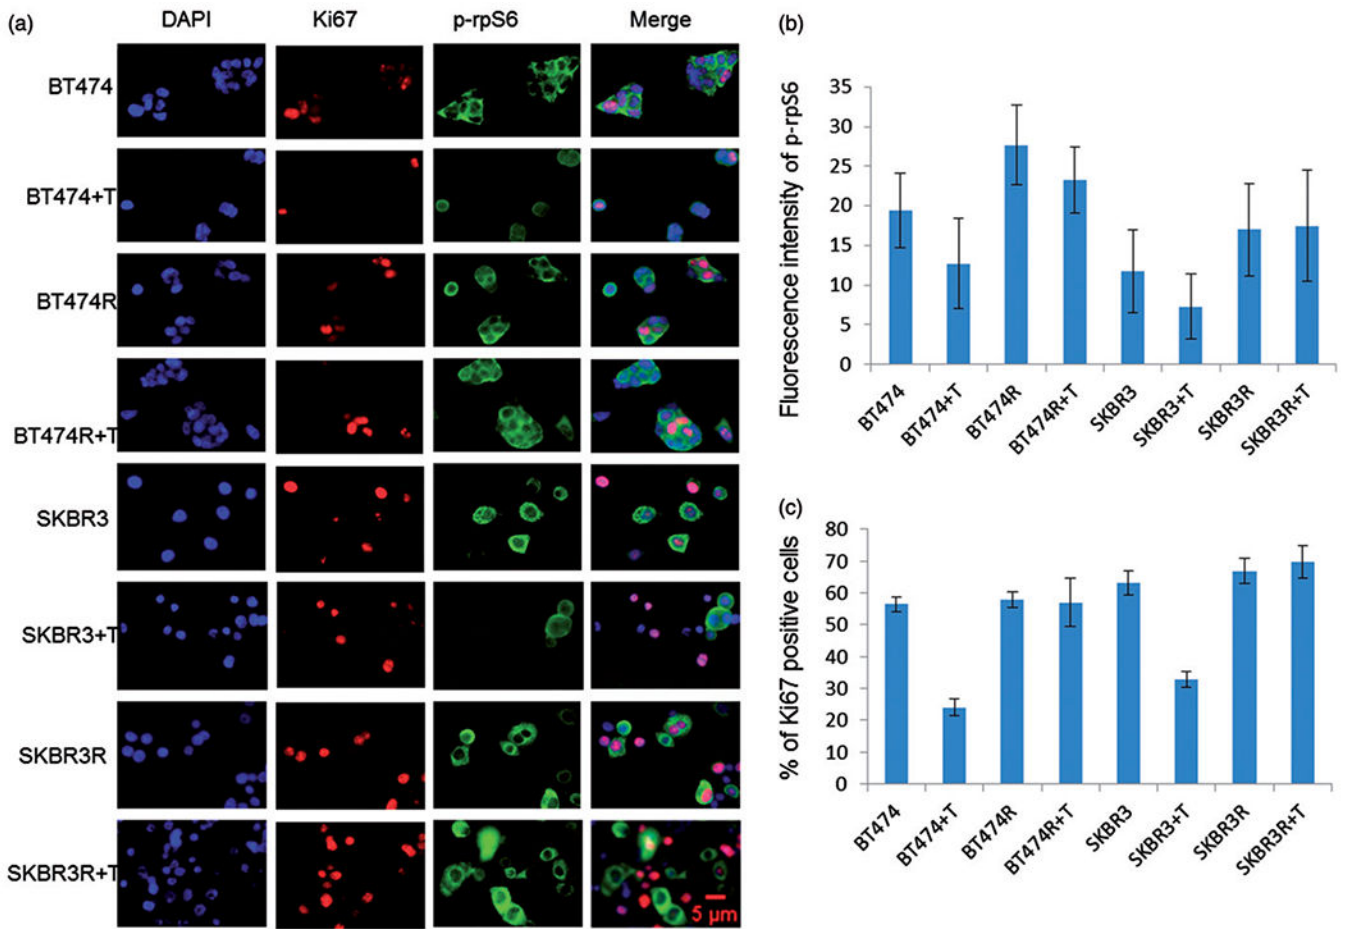 (a)
DAPI Ki67 p-rpS6 Merge
BT474
BT474+T
BT474R
BT474R+T
SKBR3
SKBR3+T
SKBR3R
SKBR3R+T
5 µm
(b)
Fluorescence intensity of p-rpS6
35
30
25
20
15
10
5
0
BT474 BT474+T BT474R BT474R+T SKBR3 SKBR3+T SKBR3R SKBR3R+T
(c)
% of Ki67 positive cells
80
70
60
50
40
30
20
10
0
BT474 BT474+T BT474R BT474R+T SKBR3 SKBR3+T SKBR3R SKBR3R+T